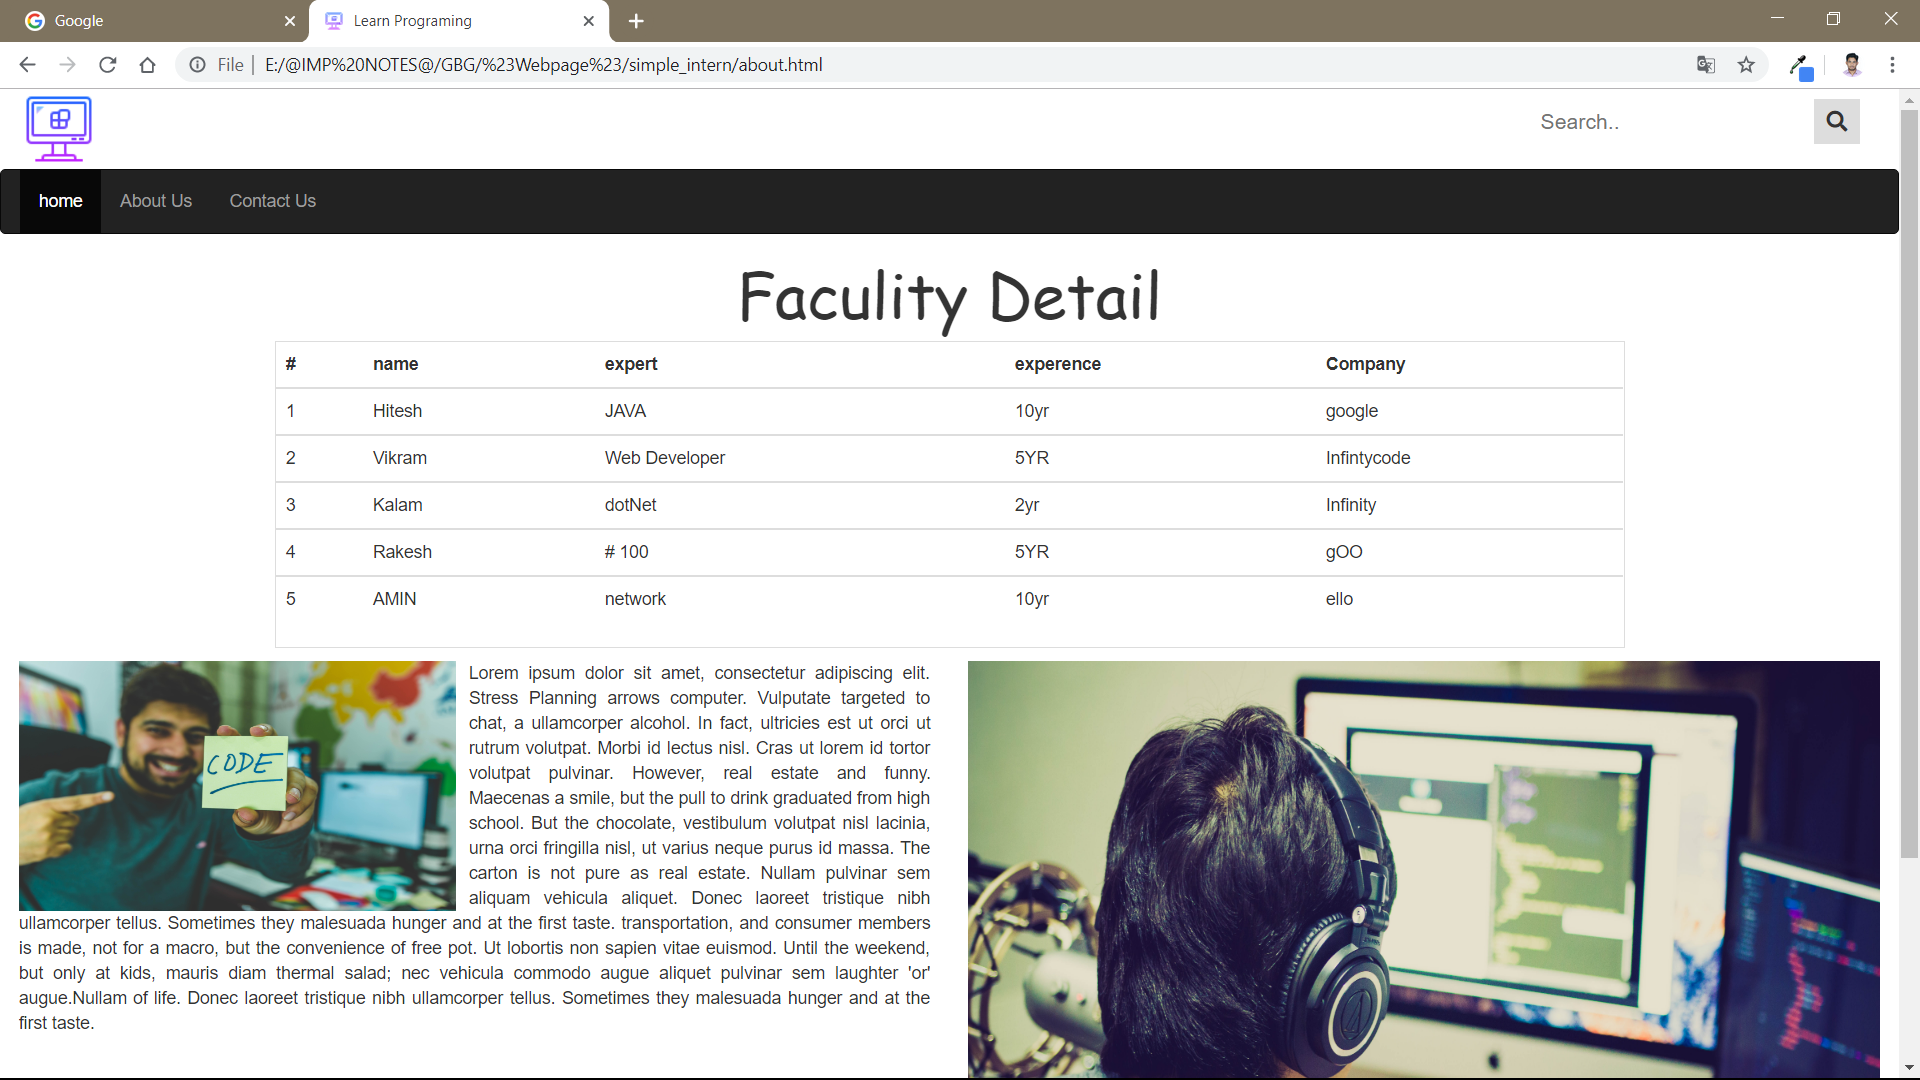 Google
Learn Programing
File | E:/@IMP%20NOTES@/GBG/%23Webpage%23/simple_intern/about.html
Search..
home About Us Contact Us
Faculity Detail
# name expert experence Company
1 Hitesh JAVA 10yr google
2 Vikram Web Developer 5YR Infintycode
3 Kalam dotNet 2yr Infinity
4 Rakesh # 100 5YR gOO
5 AMIN network 10yr ello
CODE
Lorem ipsum dolor sit amet, consectetur adipiscing elit.
Stress Planning arrows computer. Vulputate targeted to
chat, a ullamcorper alcohol. In fact, ultricies est ut orci ut
rutrum volutpat. Morbi id lectus nisl. Cras ut lorem id tortor
volutpat pulvinar. However, real estate and funny.
Maecenas a smile, but the pull to drink graduated from high
school. But the chocolate, vestibulum volutpat nisl lacinia,
urna orci fringilla nisl, ut varius neque purus id massa. The
carton is not pure as real estate. Nullam pulvinar sem
aliquam vehicula aliquet. Donec laoreet tristique nibh
ullamcorper tellus. Sometimes they malesuada hunger and at the first taste. transportation, and consumer members
is made, not for a macro, but the convenience of free pot. Ut lobortis non sapien vitae euismod. Until the weekend,
but only at kids, mauris diam thermal salad; nec vehicula commodo augue aliquet pulvinar sem laughter 'or'
augue.Nullam of life. Donec laoreet tristique nibh ullamcorper tellus. Sometimes they malesuada hunger and at the
first taste.